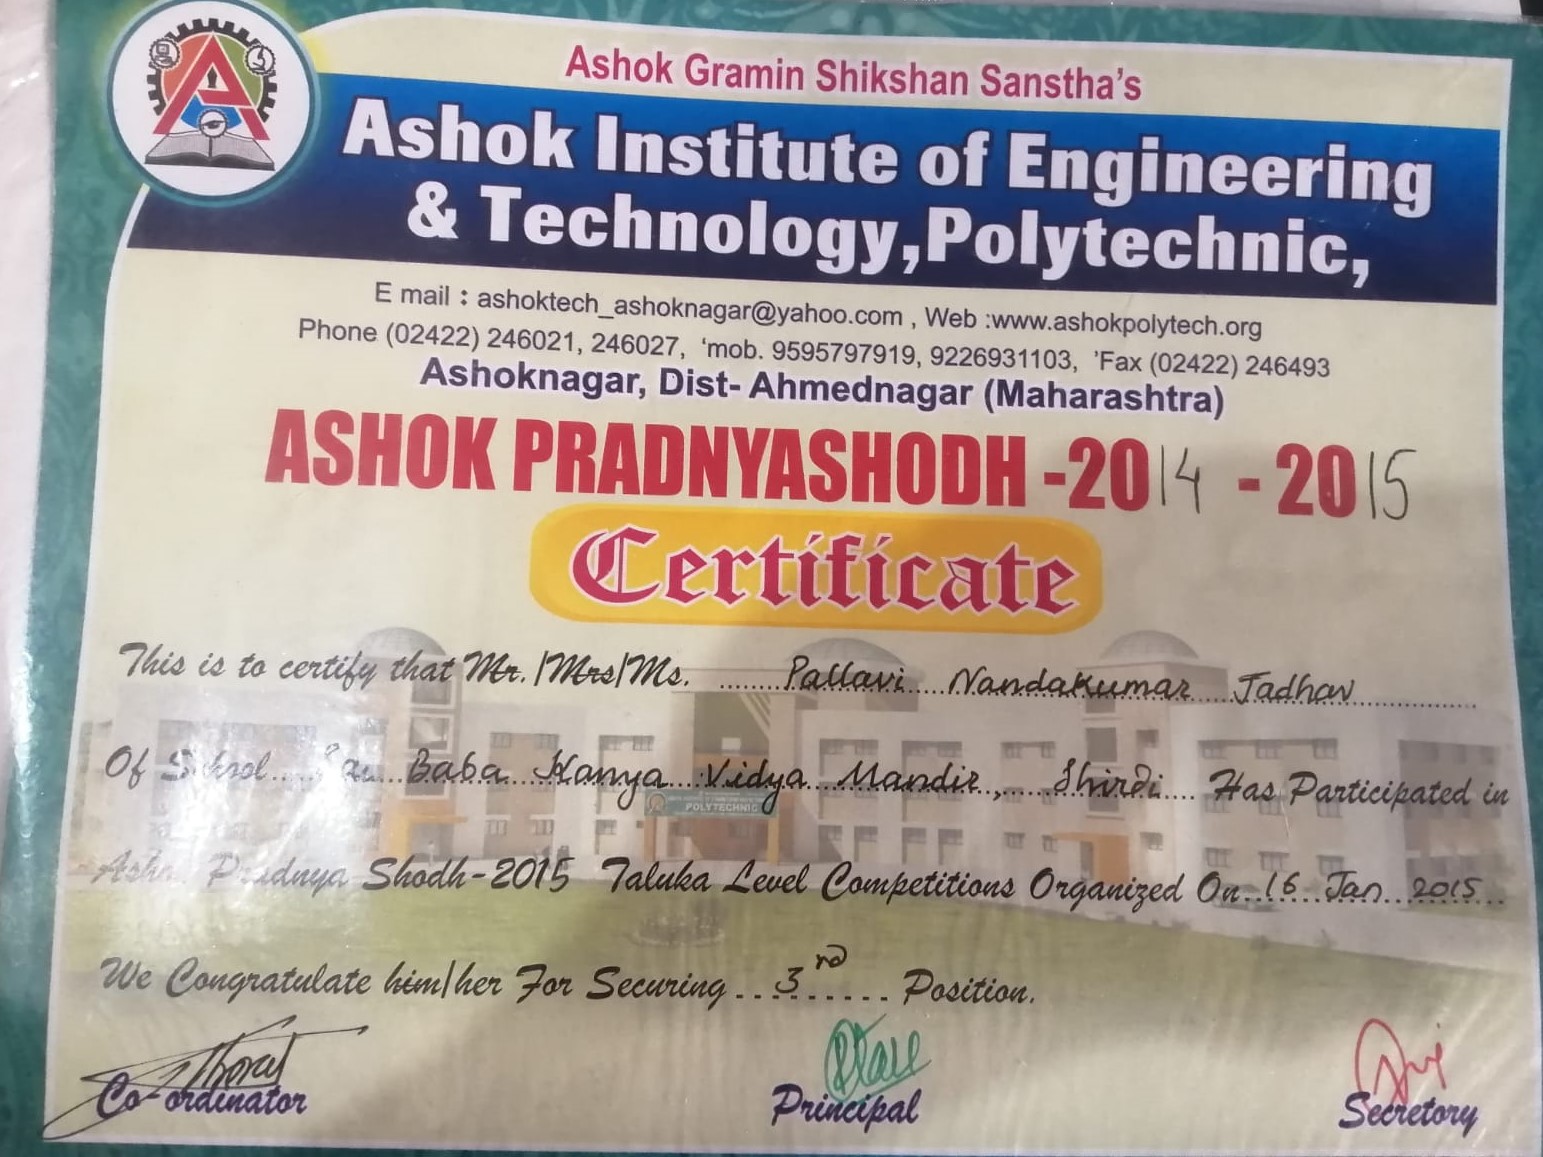 Ashok Gramin Shikshan Sanstha's
Ashok Institute of Engineering
& Technology,Polytechnic,
E mail : ashoktech_ashoknagar@yahoo.com , Web :www.ashokpolytech.org
Phone (02422) 246021, 246027, 'mob. 9595797919, 9226931103, 'Fax (02422) 246493
Ashoknagar, Dist- Ahmednagar (Maharashtra)
ASHOK PRADNYASHODH -2014 - 2015
Certificate
This is to certify that Mr./Mrs/Ms. ........Pallavi....Nandakumar...Jadhav..................
Of School....Sai...Baba..Kanya..Vidya..Mandir,.....Shirdi.... Has Participated in
POLYTECHNIC
Ashok Pradnya Shodh-2015 Taluka Level Competitions Organized On...16...Jan...2015...
We Congratulate him/her For Securing ...3rd....... Position.
Thorat
Co-ordinator
Principal
Secretory